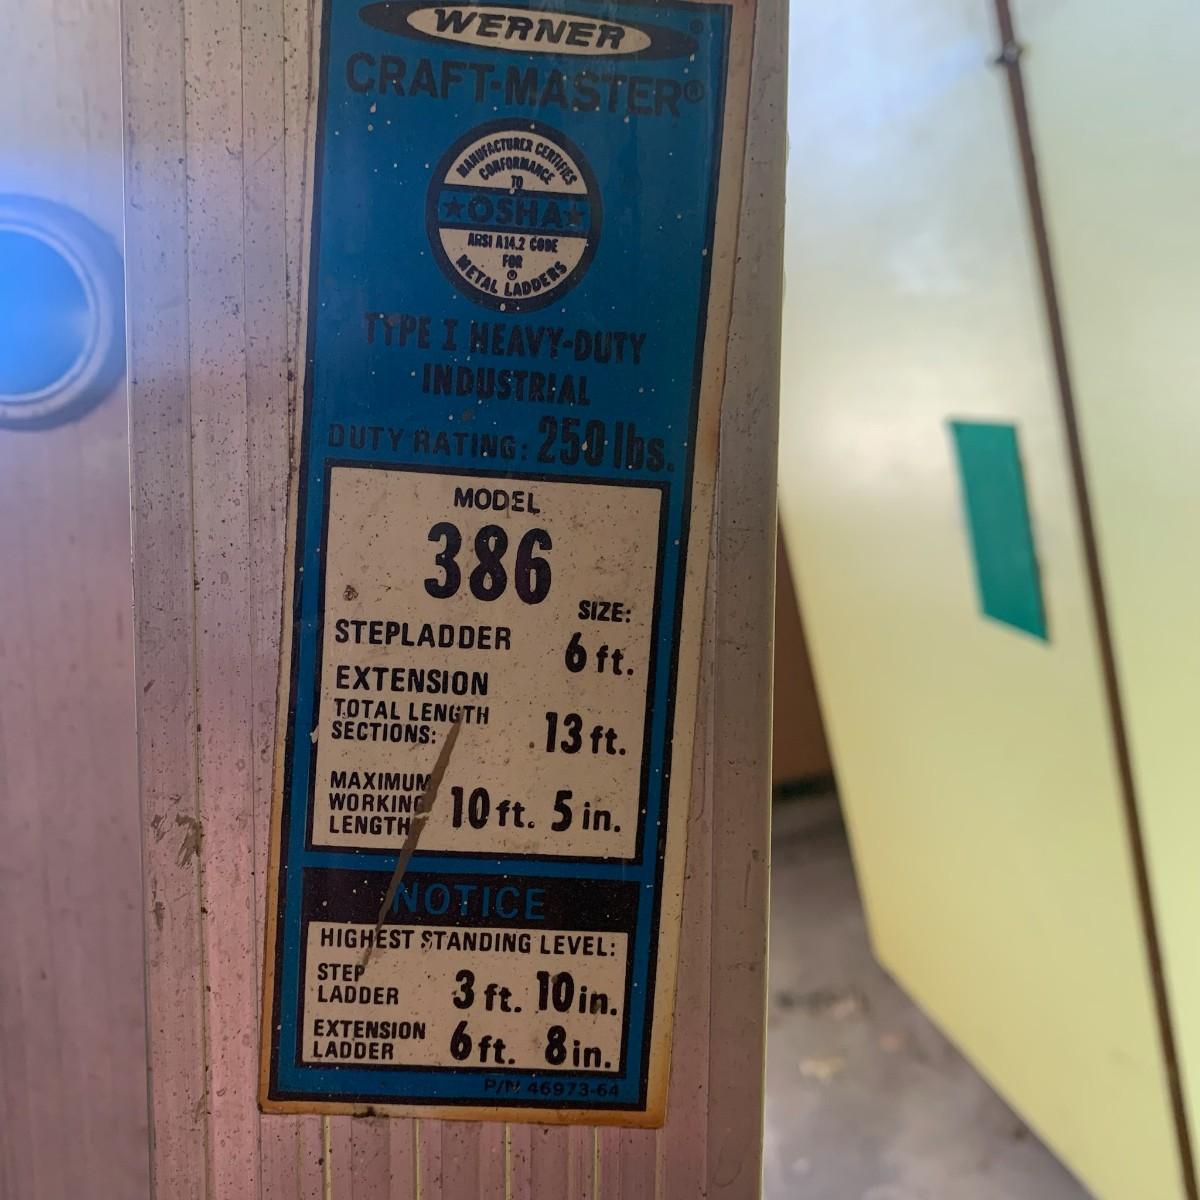 WERNER®
CRAFT-MASTER®
MANUFACTURER CERTIFIES
CONFORMANCE
TO
★OSHA★
ANSI A14.2 CODE
FOR
METAL LADDERS
TYPE I HEAVY-DUTY
INDUSTRIAL
DUTY RATING: 250 lbs.
MODEL
386
SIZE:
STEPLADDER 6 ft.
EXTENSION
TOTAL LENGTH
SECTIONS: 13 ft.
MAXIMUM
WORKING
LENGTH 10 ft. 5 in.
NOTICE
HIGHEST STANDING LEVEL:
STEP
LADDER 3 ft. 10 in.
EXTENSION
LADDER 6 ft. 8 in.
P/N 46973-64